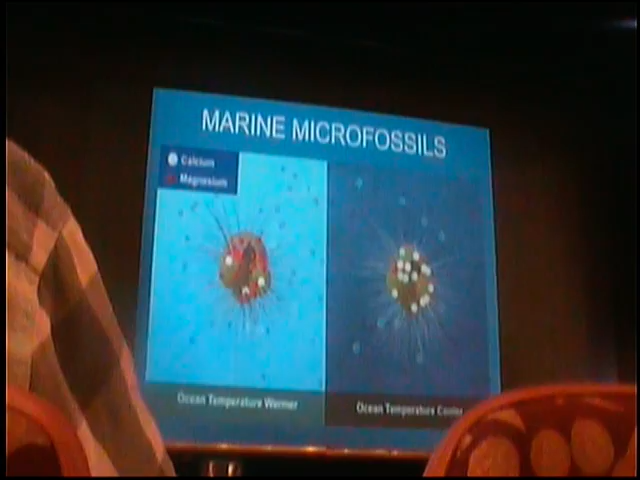 MARINE MICROFOSSILS
Calcium
Magnesium
Ocean Temperature Warmer
Ocean Temperature Cooler